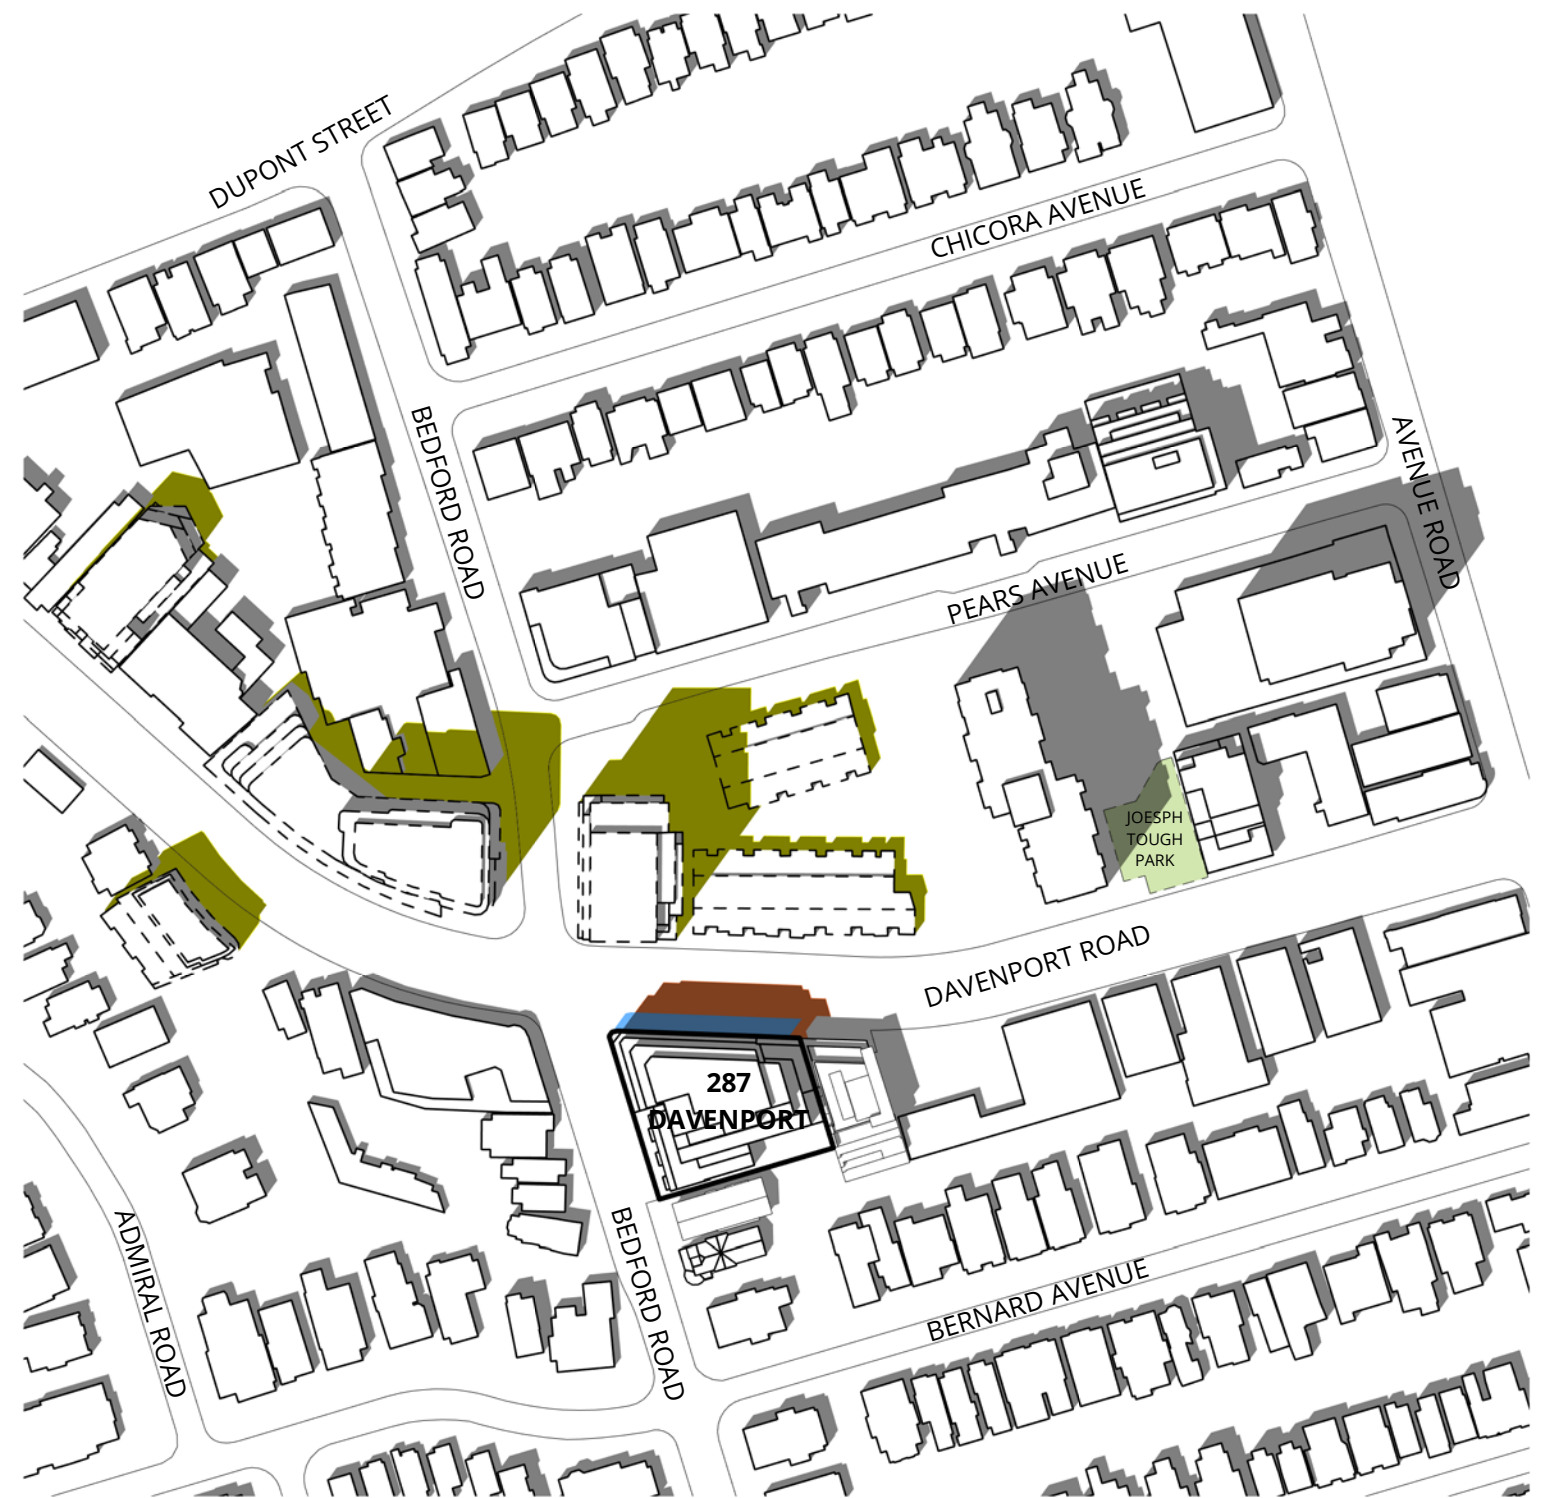 DUPONT STREET
CHICORA AVENUE
BEDFORD ROAD
AVENUE ROAD
PEARS AVENUE
JOESPH
TOUGH
PARK
DAVENPORT ROAD
287
DAVENPORT
ADMIRAL ROAD
BEDFORD ROAD
BERNARD AVENUE